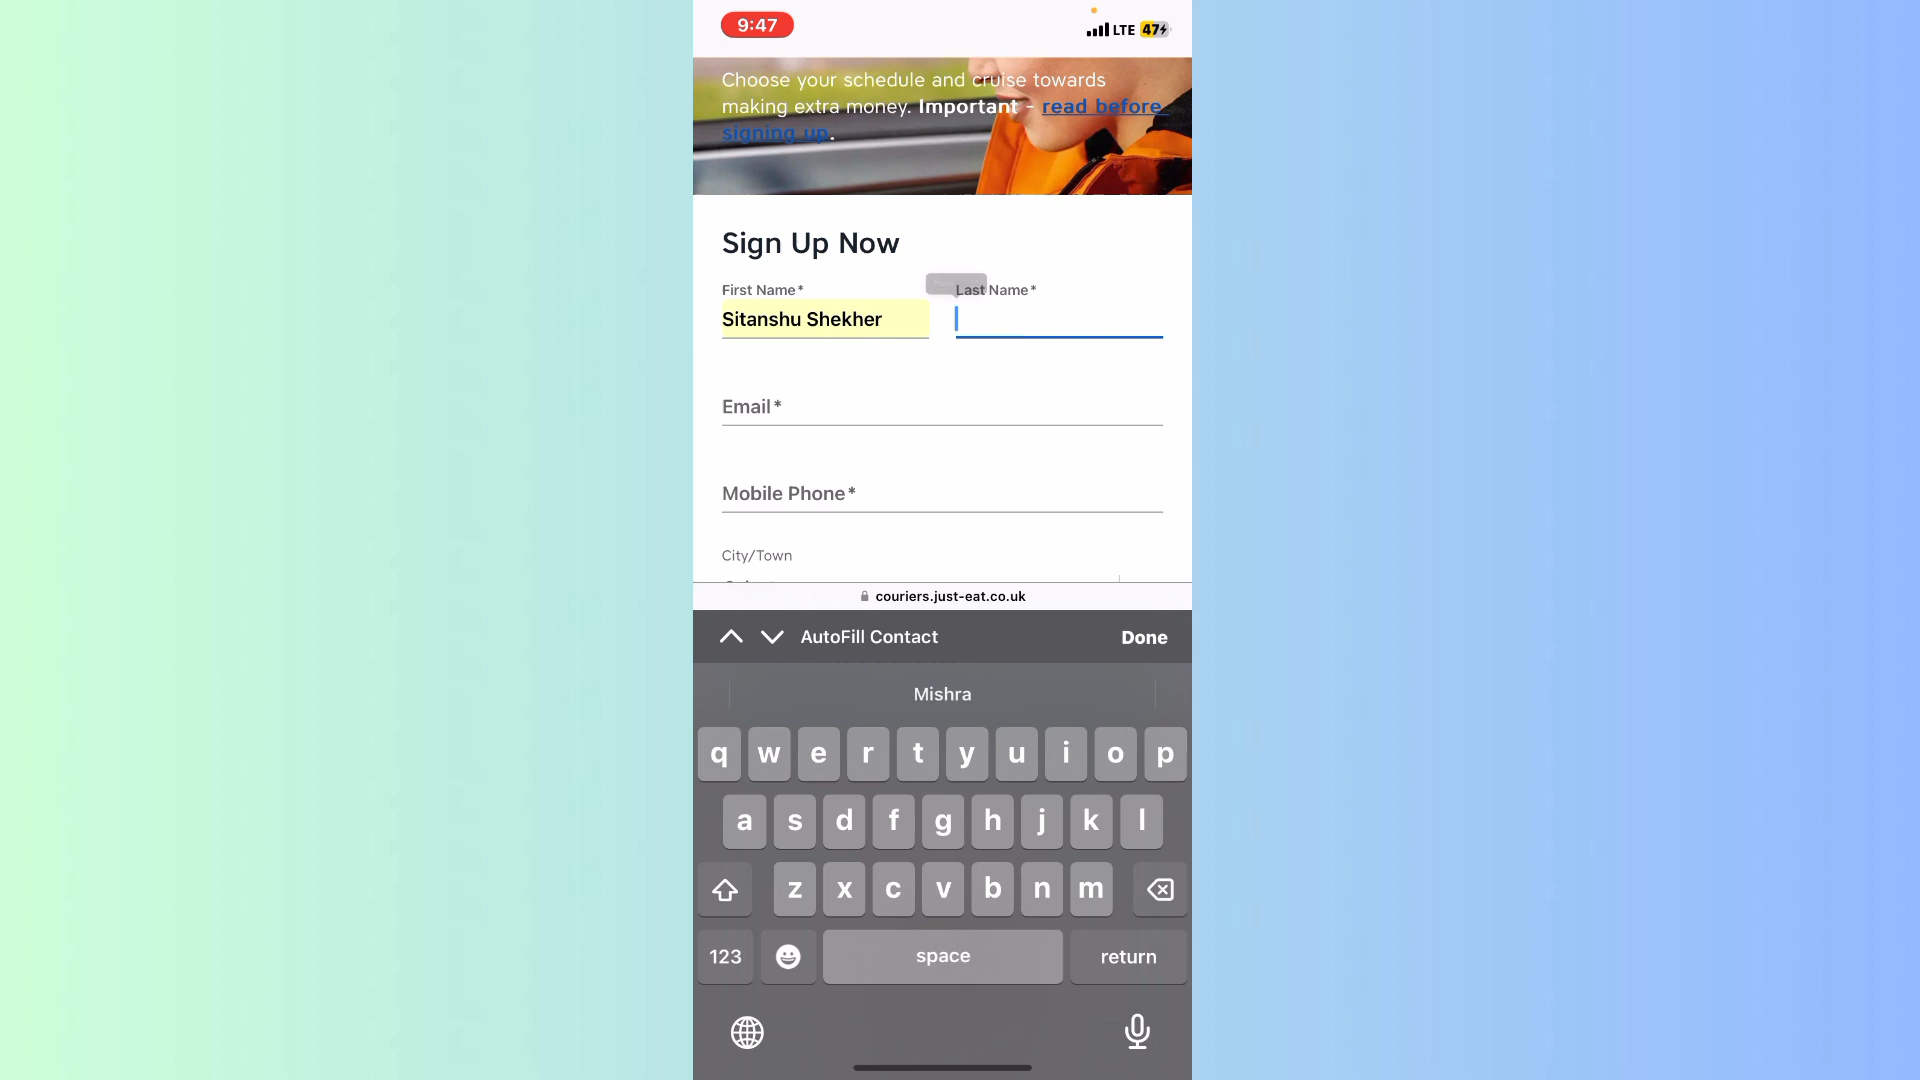 9:47
LTE 47
Choose your schedule and cruise towards
making extra money. Important - read before
signing up.
Sign Up Now
First Name* Last Name*
Sitanshu Shekher
Email*
Mobile Phone*
City/Town
couriers.just-eat.co.uk
AutoFill Contact Done
Mishra
q w e r t y u i o p
a s d f g h j k l
z x c v b n m
123 space return